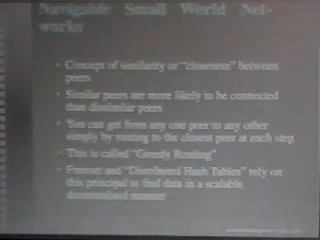 Navigable Small World Net-
works
• Concept of similarity or "closeness" between
peers
• Similar peers are more likely to be connected
than dissimilar peers
• You can get from any one peer to any other
simply by routing to the closest peer at each step
• This is called "Greedy Routing"
• Freenet and "Distributed Hash Tables" rely on
this principal to find data in a scalable
decentralised manner